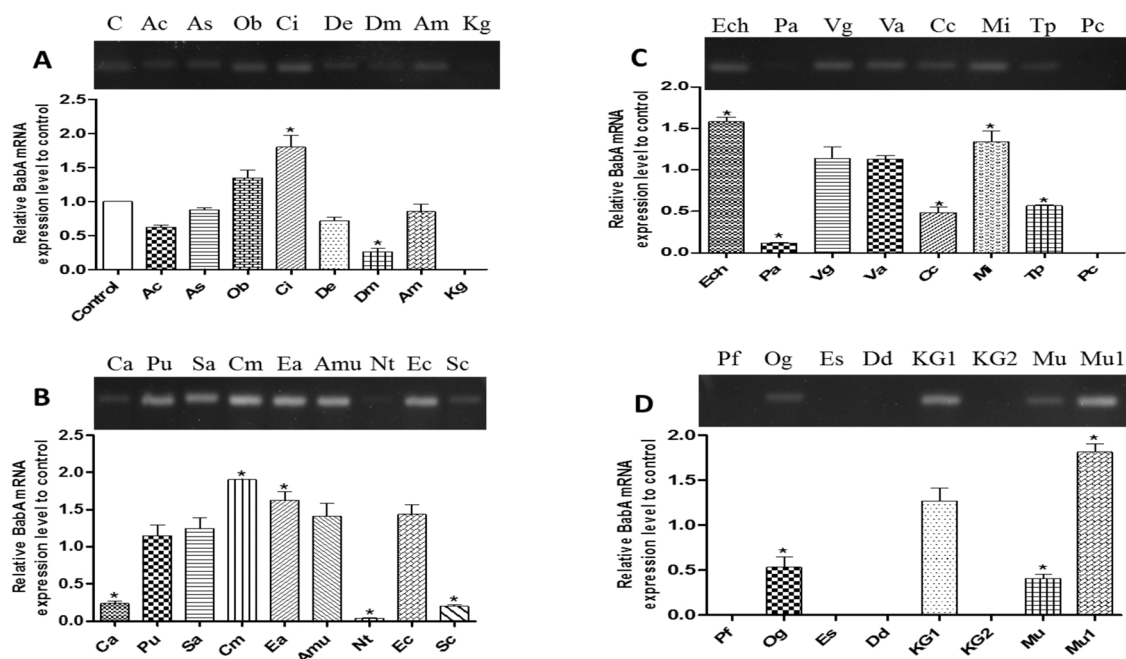 C Ac As Ob Ci De Dm Am Kg
A
Relative BabA mRNA
expression level to control
2.5
2.0
1.5
1.0
0.5
0.0
*
*
Control Ac As Ob Ci De Dm Am Kg
Ca Pu Sa Cm Ea Amu Nt Ec Sc
B
Relative BabA mRNA
expression level to control
2.5
2.0
1.5
1.0
0.5
0.0
*
*
*
*
*
Ca Pu Sa Cm Ea Amu Nt Ec Sc
Ech Pa Vg Va Cc Mi Tp Pc
C
Relative BabA mRNA
expression level to control
2.0
1.5
1.0
0.5
0.0
*
*
*
*
*
Ech Pa Vg Va Cc Mi Tp Pc
Pf Og Es Dd KG1 KG2 Mu Mu1
D
Relative BabA mRNA
expression level to control
2.0
1.5
1.0
0.5
0.0
*
*
*
Pf Og Es Dd KG1 KG2 Mu Mu1